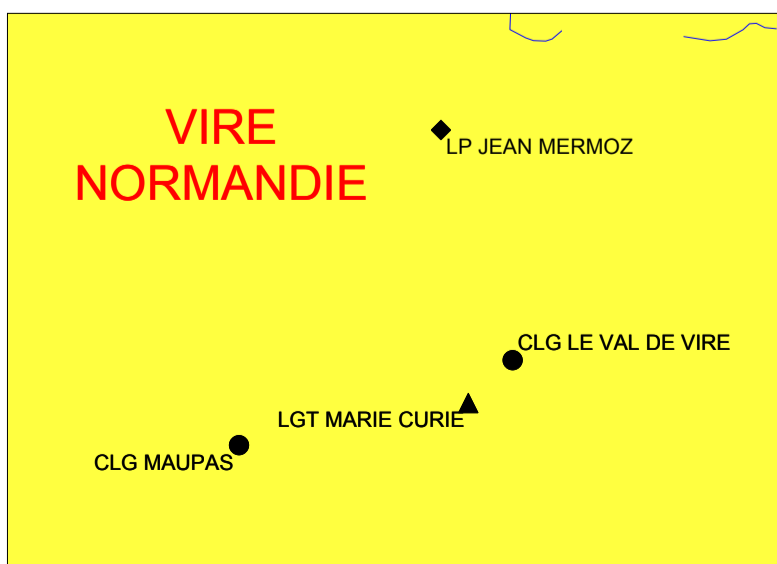 VIRE
NORMANDIE
LP JEAN MERMOZ
CLG LE VAL DE VIRE
LGT MARIE CURIE
CLG MAUPAS